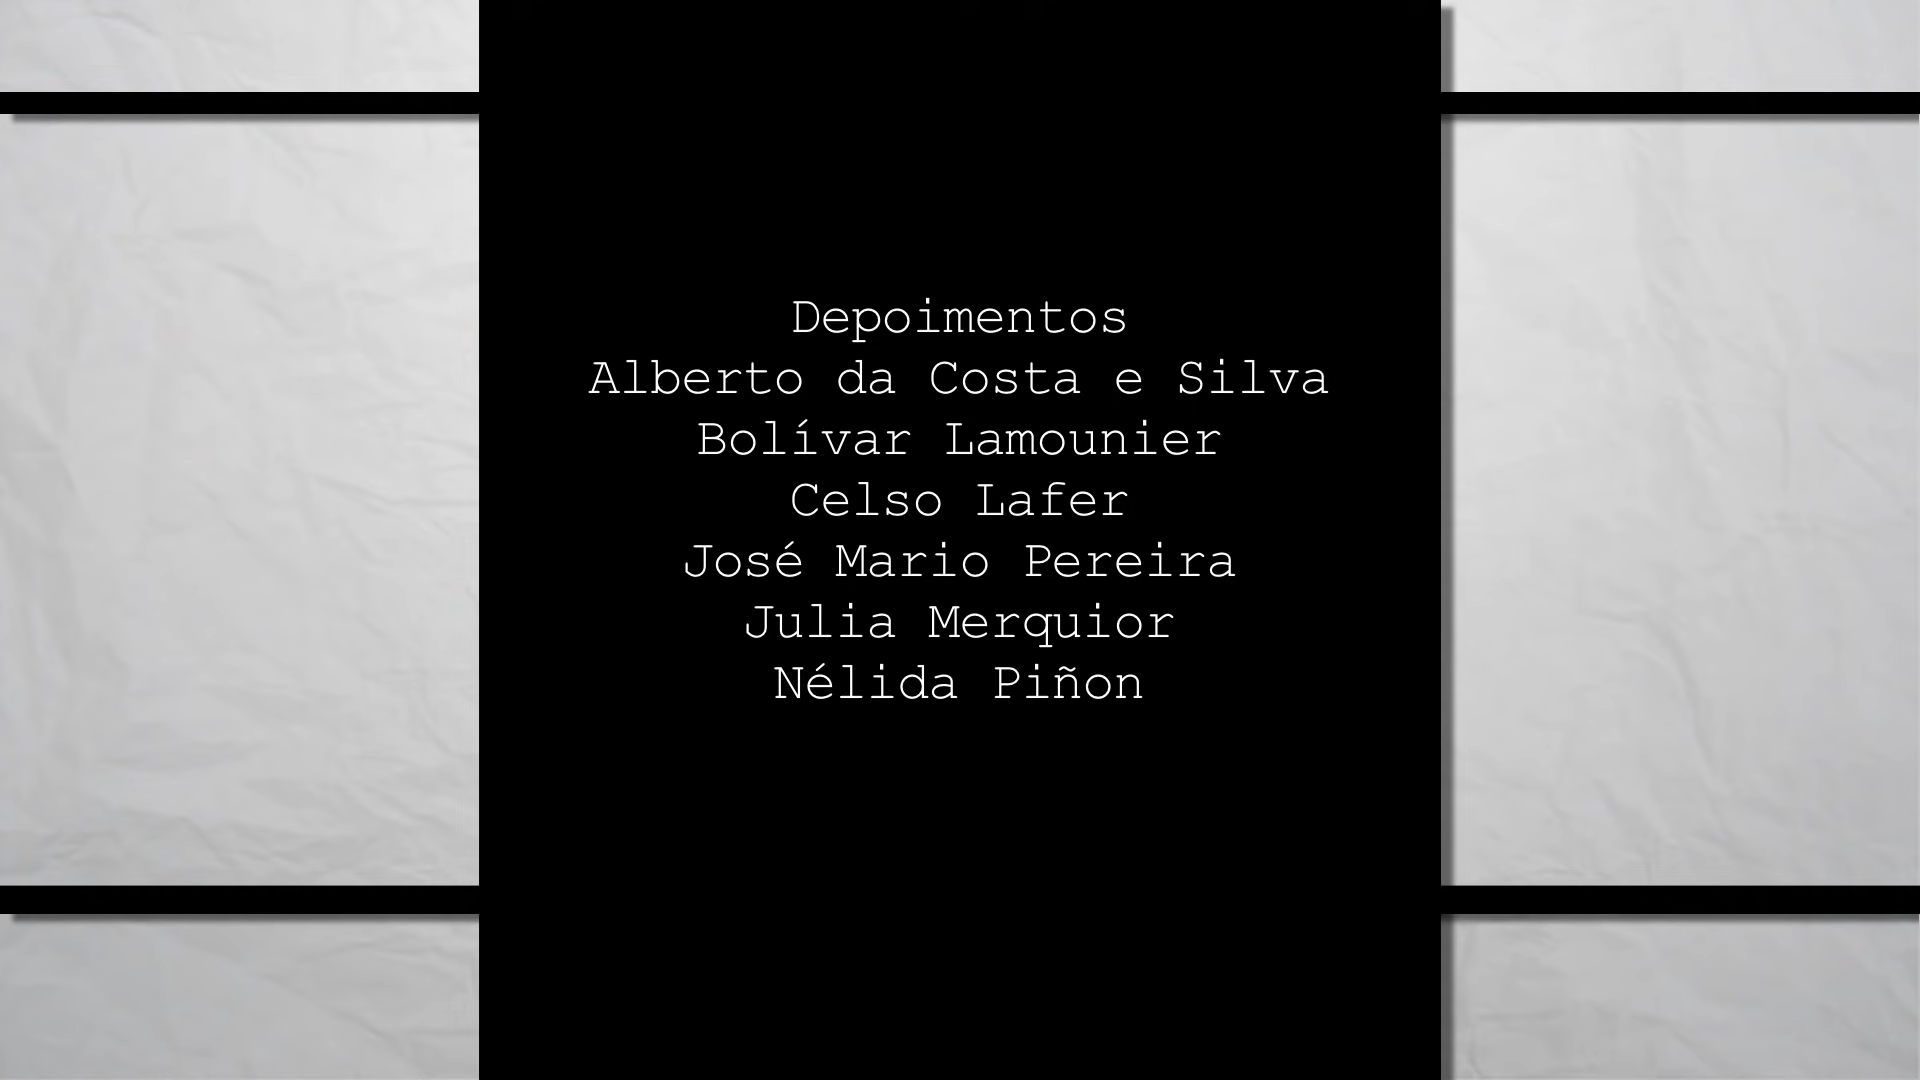 Depoimentos
Alberto da Costa e Silva
Bolívar Lamounier
Celso Lafer
José Mario Pereira
Julia Merquior
Nélida Piñon